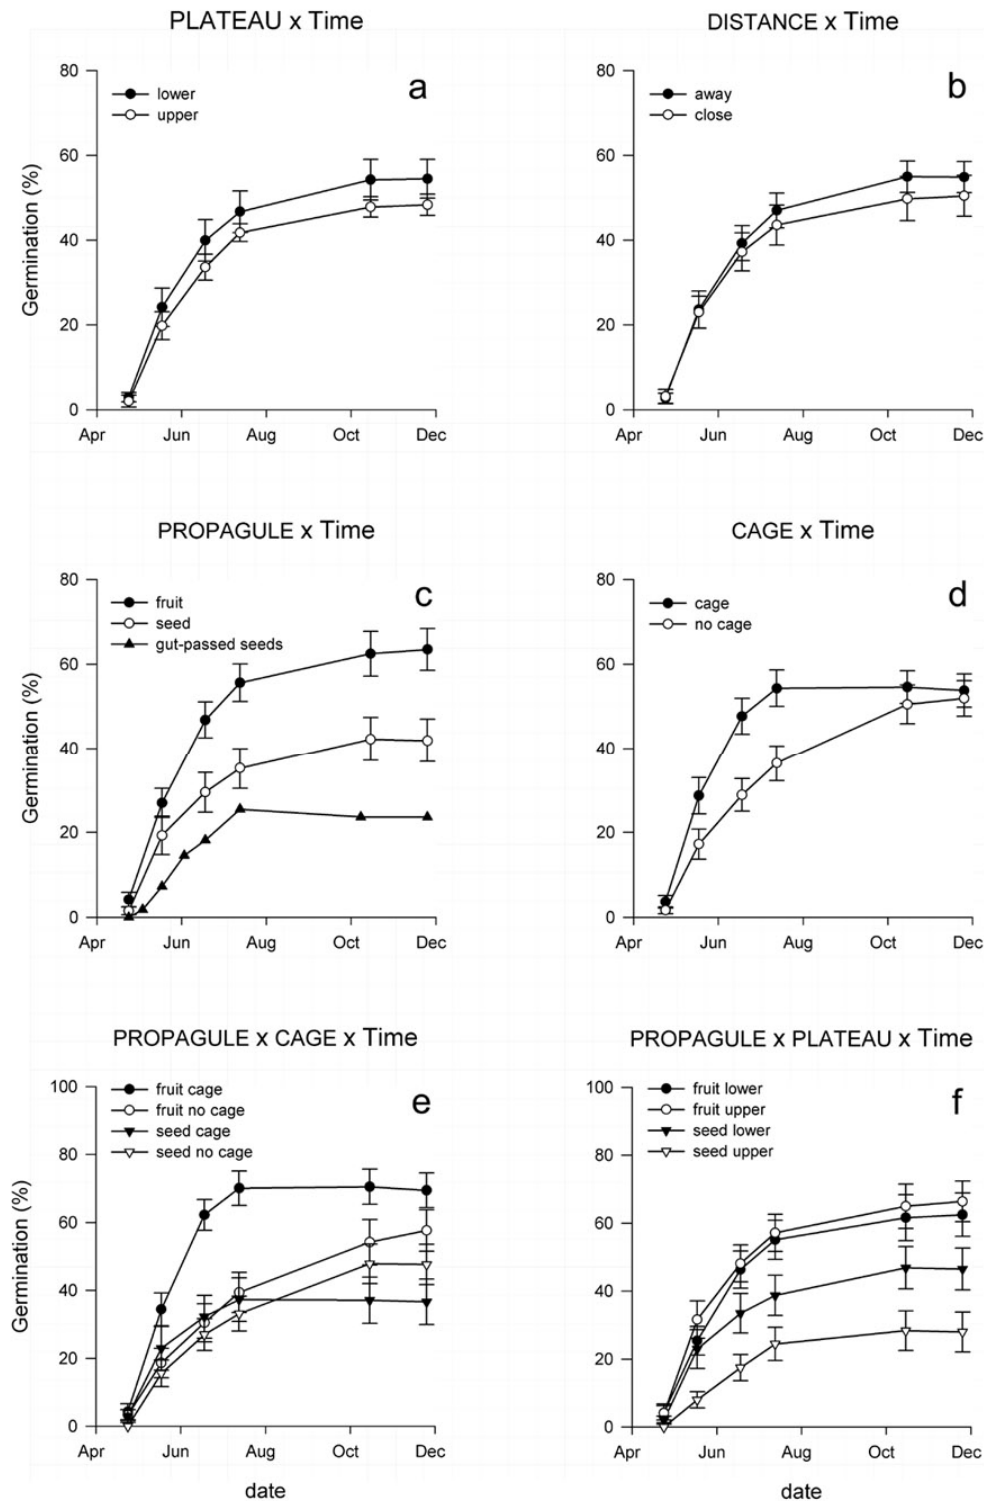 PLATEAU x Time
DISTANCE x Time
80
60
40
20
0
Germination (%)
lower
upper
a
Apr Jun Aug Oct Dec
80
60
40
20
0
away
close
b
Apr Jun Aug Oct Dec
PROPAGULE x Time
CAGE x Time
80
60
40
20
0
Germination (%)
fruit
seed
gut-passed seeds
c
Apr Jun Aug Oct Dec
80
60
40
20
0
cage
no cage
d
Apr Jun Aug Oct Dec
PROPAGULE x CAGE x Time
PROPAGULE x PLATEAU x Time
100
80
60
40
20
0
Germination (%)
fruit cage
fruit no cage
seed cage
seed no cage
e
Apr Jun Aug Oct Dec
date
100
80
60
40
20
0
fruit lower
fruit upper
seed lower
seed upper
f
Apr Jun Aug Oct Dec
date